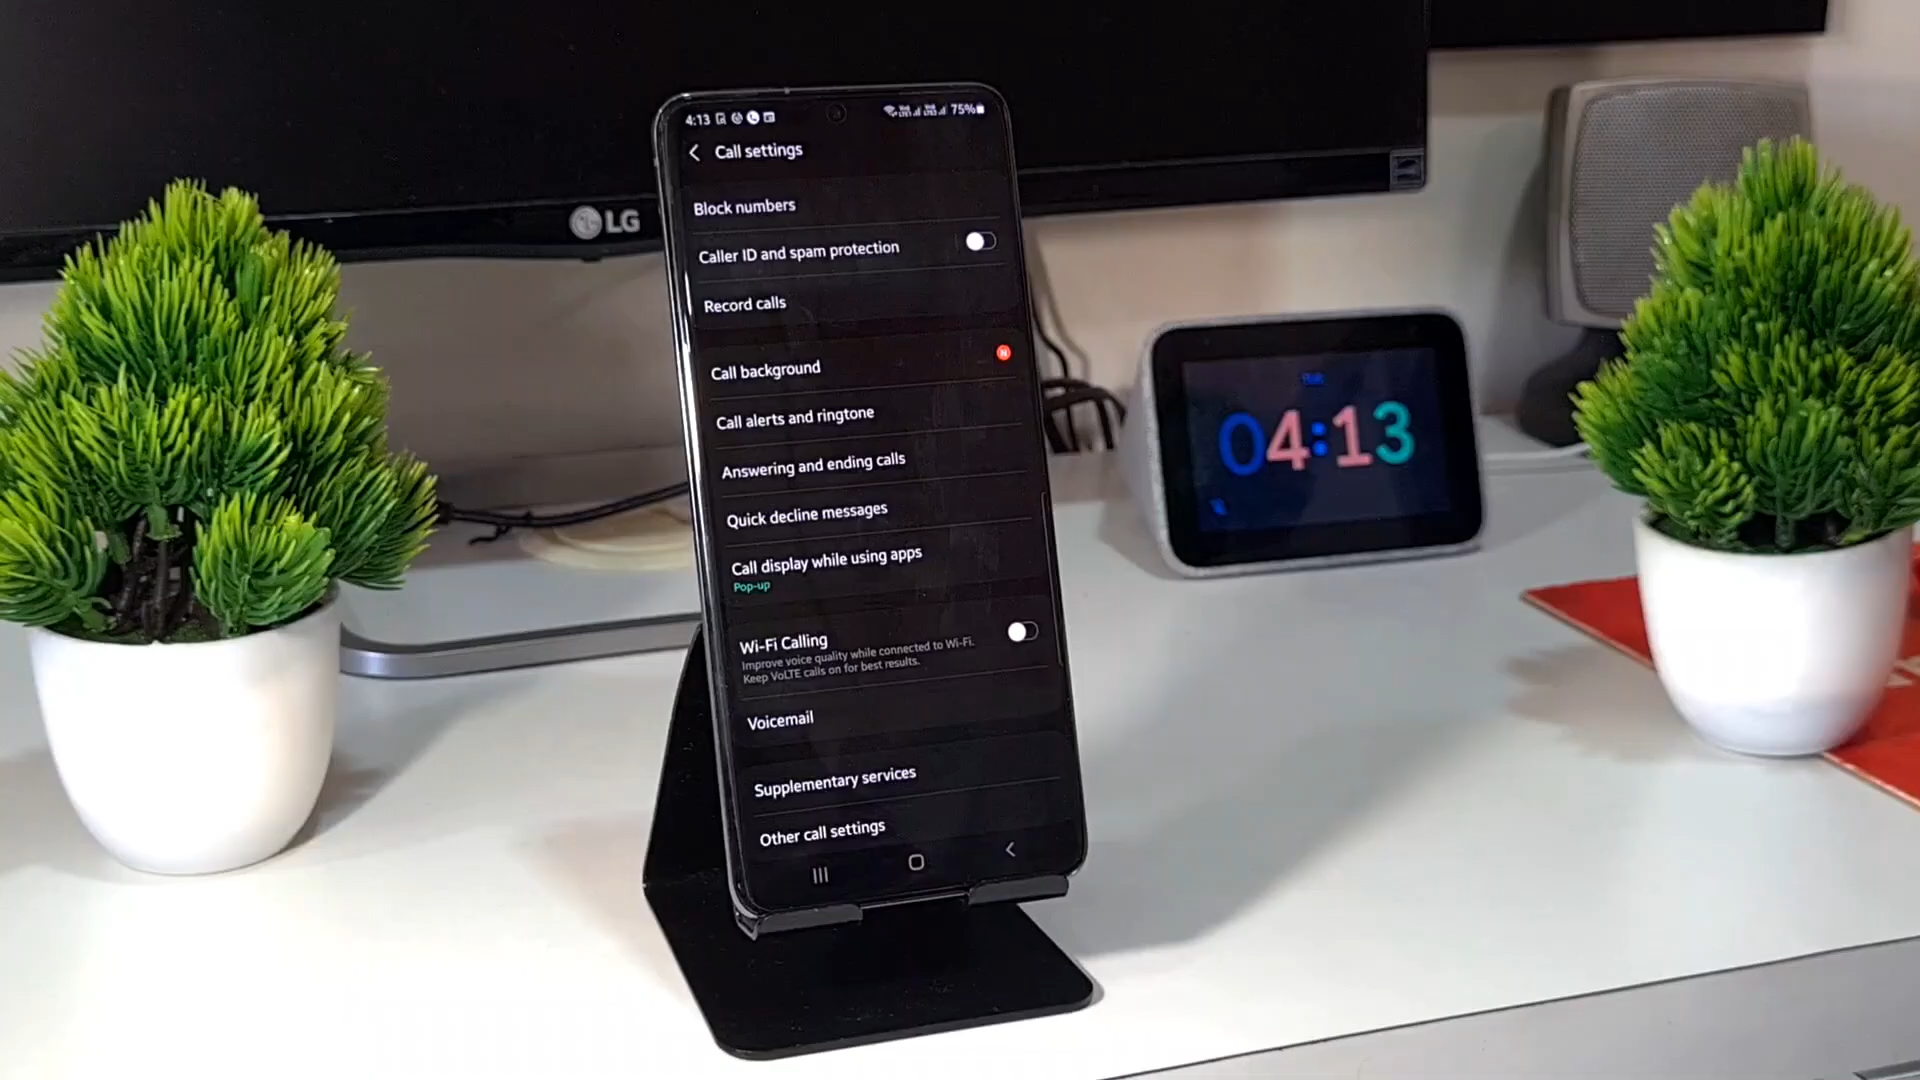 LG
4:13
75%
Call settings
Block numbers
Caller ID and spam protection
Record calls
Call background
N
Call alerts and ringtone
Answering and ending calls
Quick decline messages
Call display while using apps
Pop-up
Wi-Fi Calling
Improve voice quality while connected to Wi-Fi.
Keep VoLTE calls on for best results.
Voicemail
Supplementary services
Other call settings
04:13